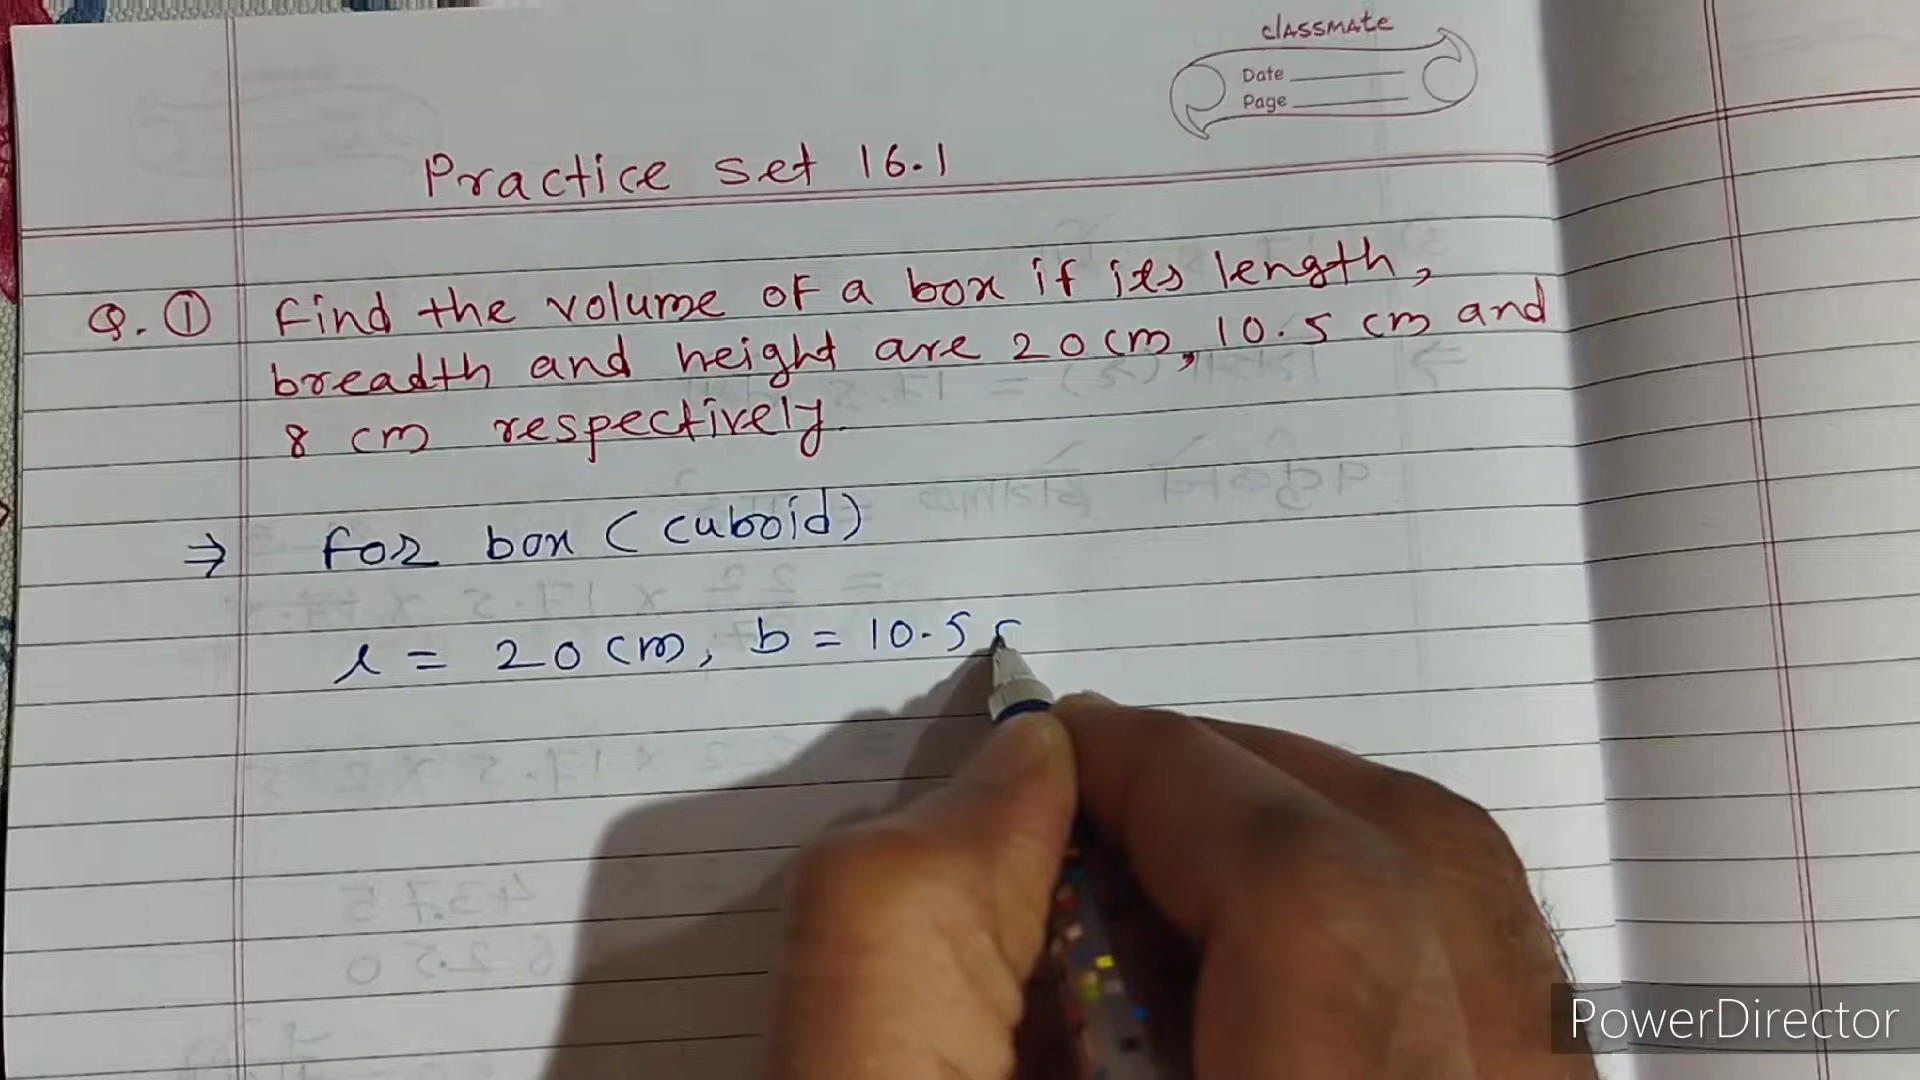 classmate
Date
Page
Practice set 16.1
Q. ① Find the volume of a box if its length,
breadth and height are 20 cm, 10.5 cm and
8 cm respectively.
⇒ For box (cuboid)
l = 20 cm, b = 10.5
PowerDirector